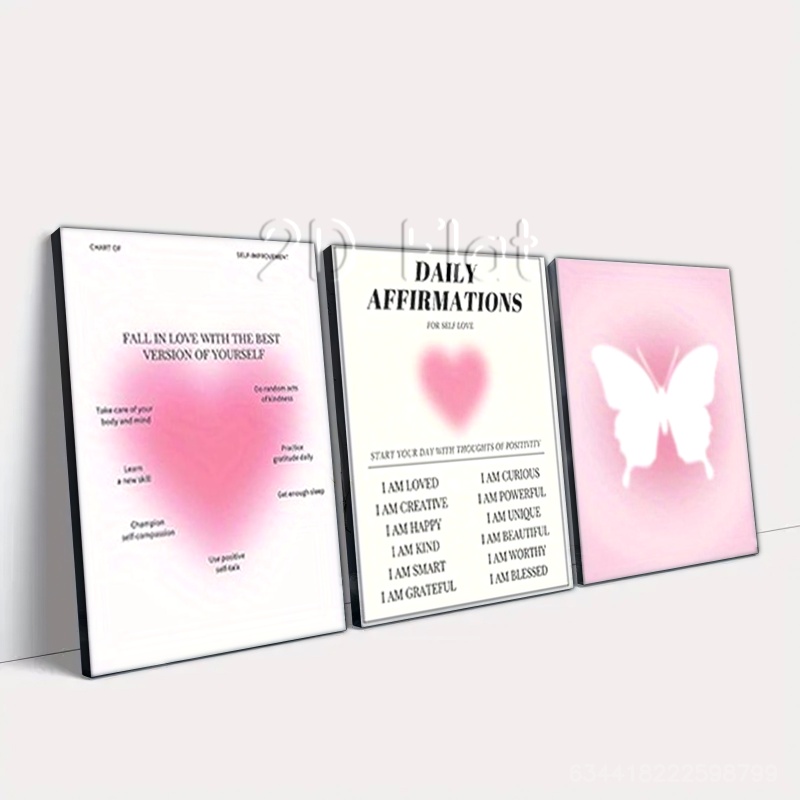 2D Flat
CHART OF
SELF-IMPROVEMENT
FALL IN LOVE WITH THE BEST
VERSION OF YOURSELF
Do random acts
of kindness
Take care of your
body and mind
Practice
gratitude daily
Learn
a new skill
Get enough sleep
Champion
self-compassion
Use positive
self-talk
DAILY
AFFIRMATIONS
FOR SELF LOVE
START YOUR DAY WITH THOUGHTS OF POSITIVITY
I AM LOVED
I AM CREATIVE
I AM HAPPY
I AM KIND
I AM SMART
I AM GRATEFUL
I AM CURIOUS
I AM POWERFUL
I AM UNIQUE
I AM BEAUTIFUL
I AM WORTHY
I AM BLESSED
634418222598799